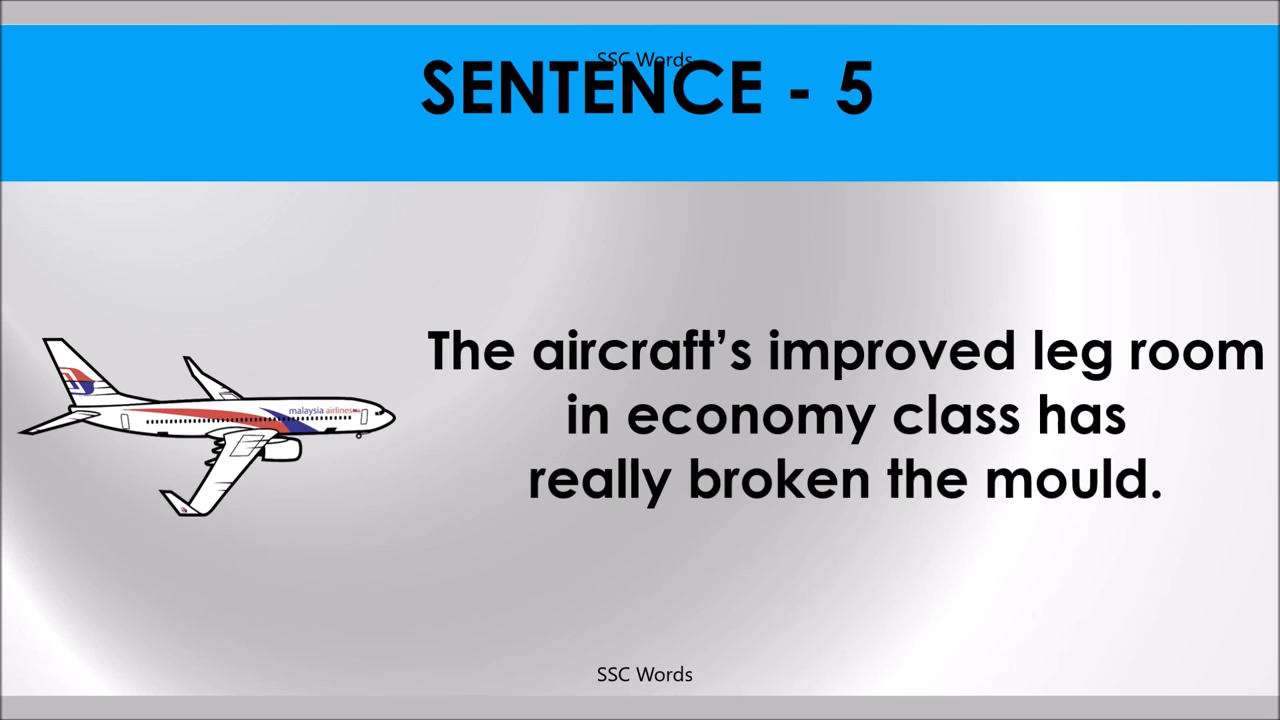 SSC Words
SENTENCE - 5
The aircraft’s improved leg room
in economy class has
really broken the mould.
malaysia airlines
SSC Words